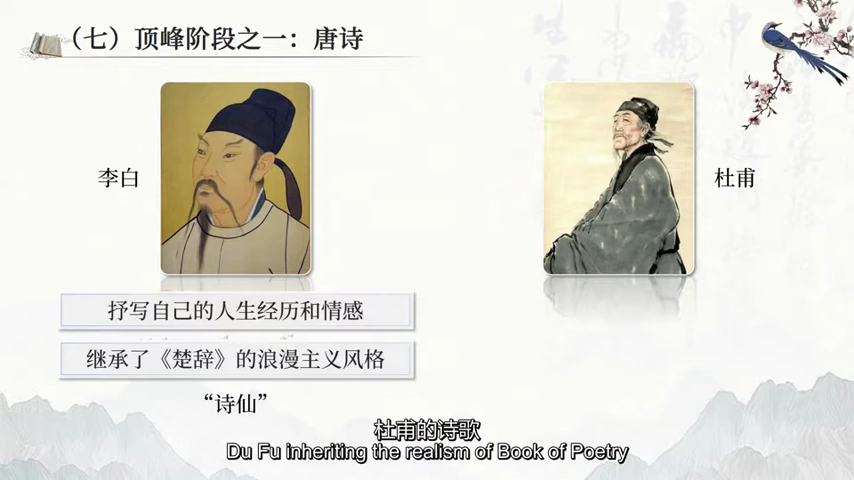 （七）顶峰阶段之一：唐诗
李白
杜甫
抒写自己的人生经历和情感
继承了《楚辞》的浪漫主义风格
“诗仙”
杜甫的诗歌
Du Fu inheriting the realism of Book of Poetry